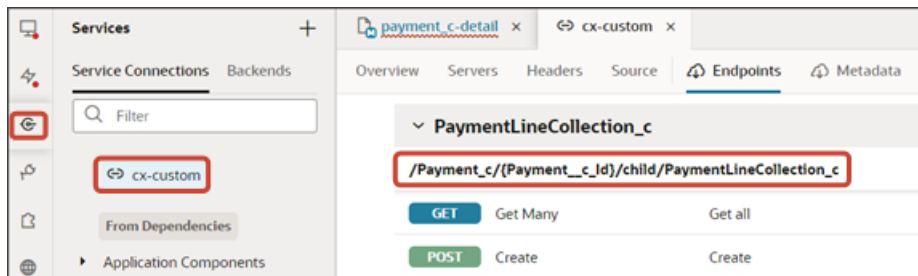 Services +
Service Connections Backends
Filter
cx-custom
From Dependencies
Application Components
payment_c-detail × cx-custom ×
Overview Servers Headers Source Endpoints Metadata
PaymentLineCollection_c
/Payment_c/{Payment__c_Id}/child/PaymentLineCollection_c
GET Get Many Get all
POST Create Create